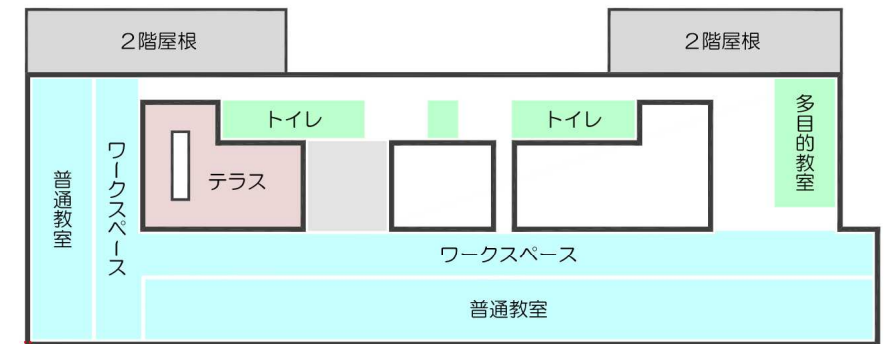 ２階屋根
２階屋根
トイレ
トイレ
多目的教室
普通教室
ワークスペース
テラス
ワークスペース
普通教室